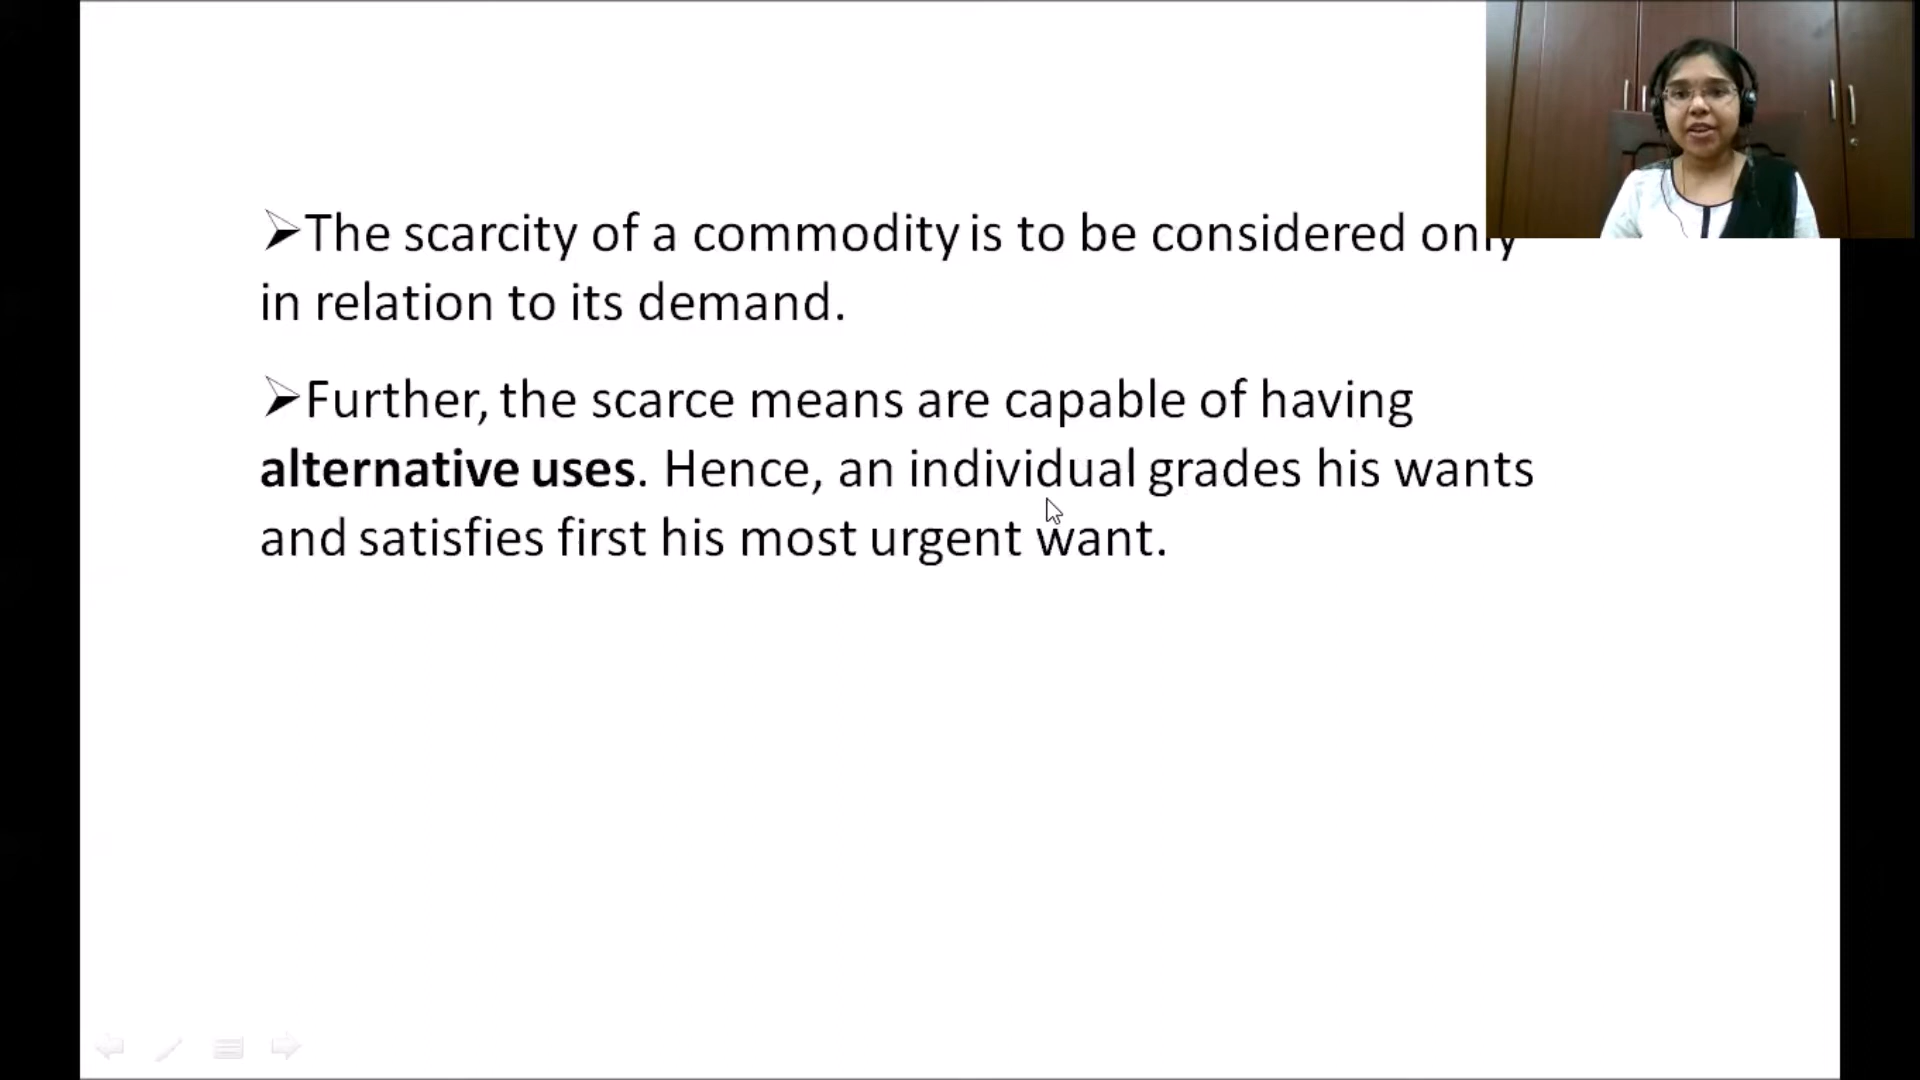 ➢The scarcity of a commodity is to be considered only
in relation to its demand.
➢Further, the scarce means are capable of having
alternative uses. Hence, an individual grades his wants
and satisfies first his most urgent want.